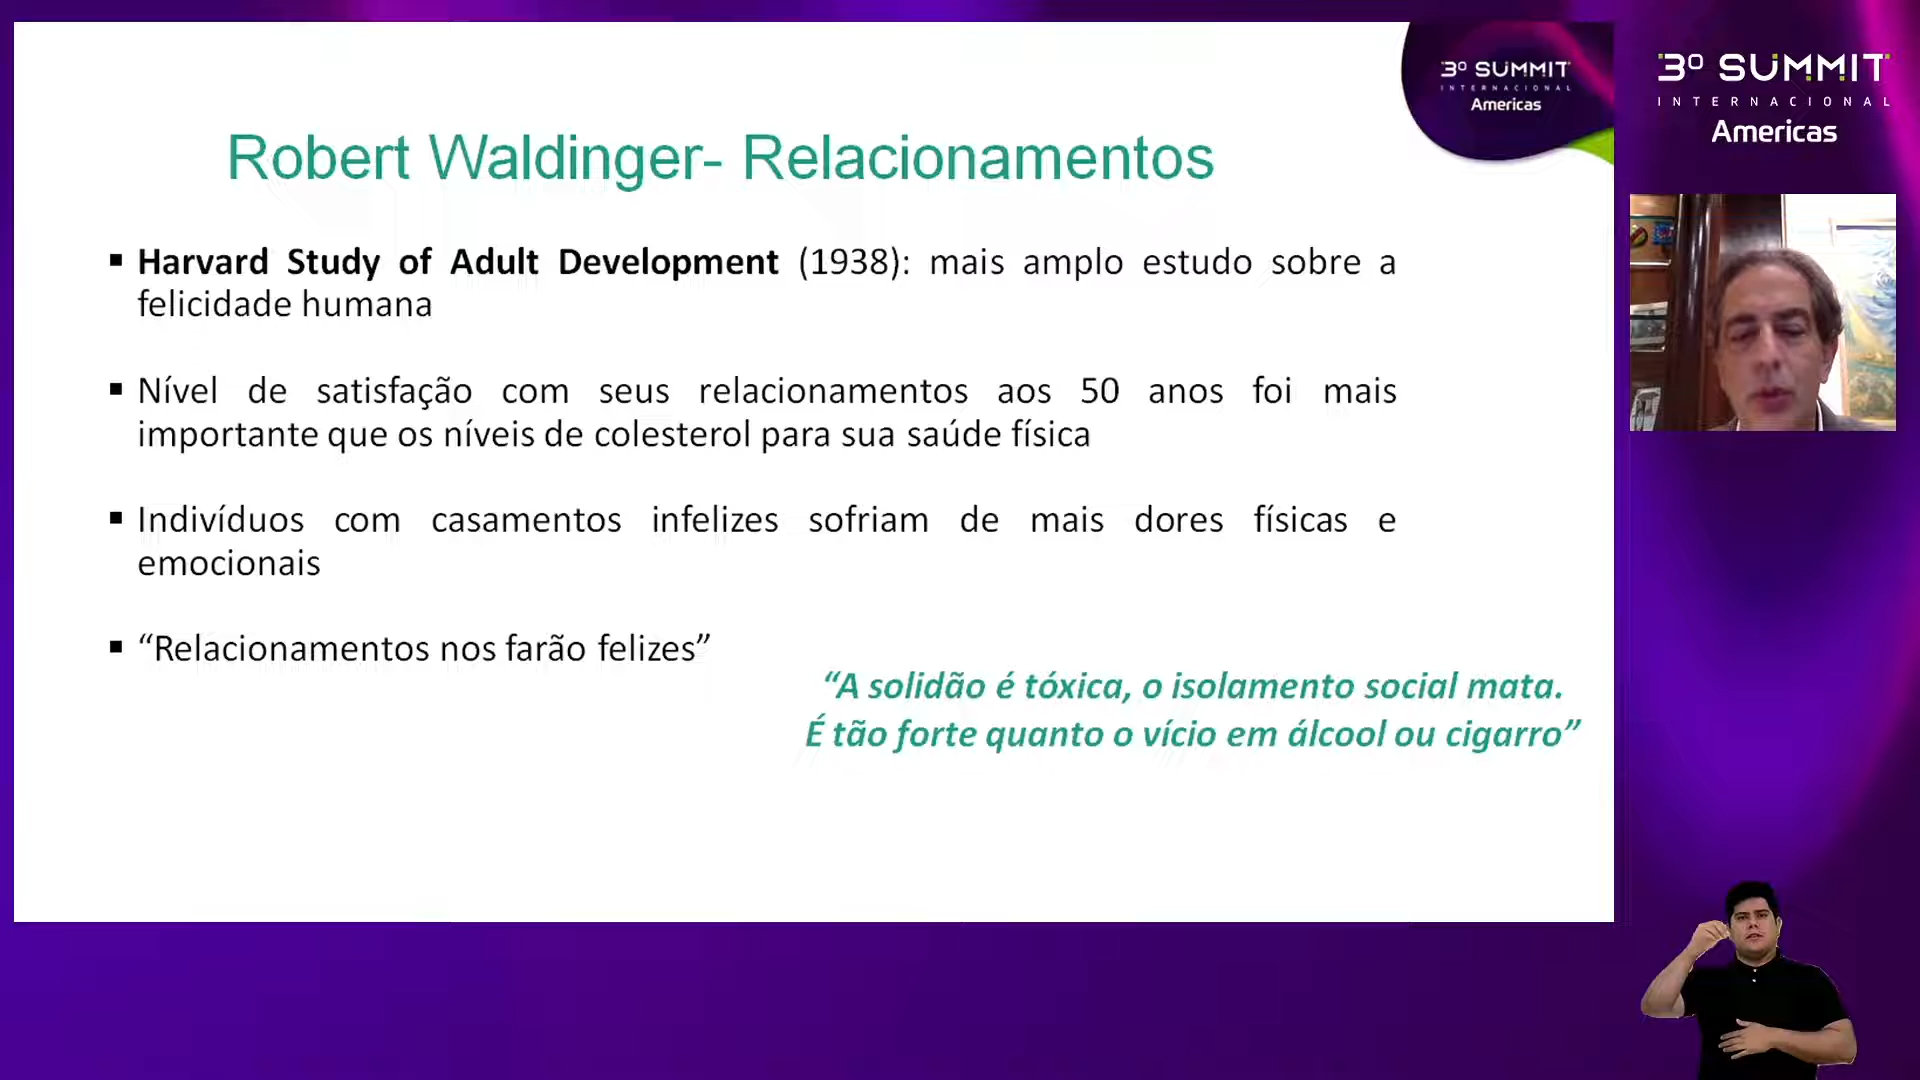 3º SUMMIT
INTERNACIONAL
Americas
3º SUMMIT
INTERNACIONAL
Americas
Robert Waldinger- Relacionamentos
▪ Harvard Study of Adult Development (1938): mais amplo estudo sobre a
felicidade humana
▪ Nível de satisfação com seus relacionamentos aos 50 anos foi mais
importante que os níveis de colesterol para sua saúde física
▪ Indivíduos com casamentos infelizes sofriam de mais dores físicas e
emocionais
▪ “Relacionamentos nos farão felizes”
“A solidão é tóxica, o isolamento social mata.
É tão forte quanto o vício em álcool ou cigarro”